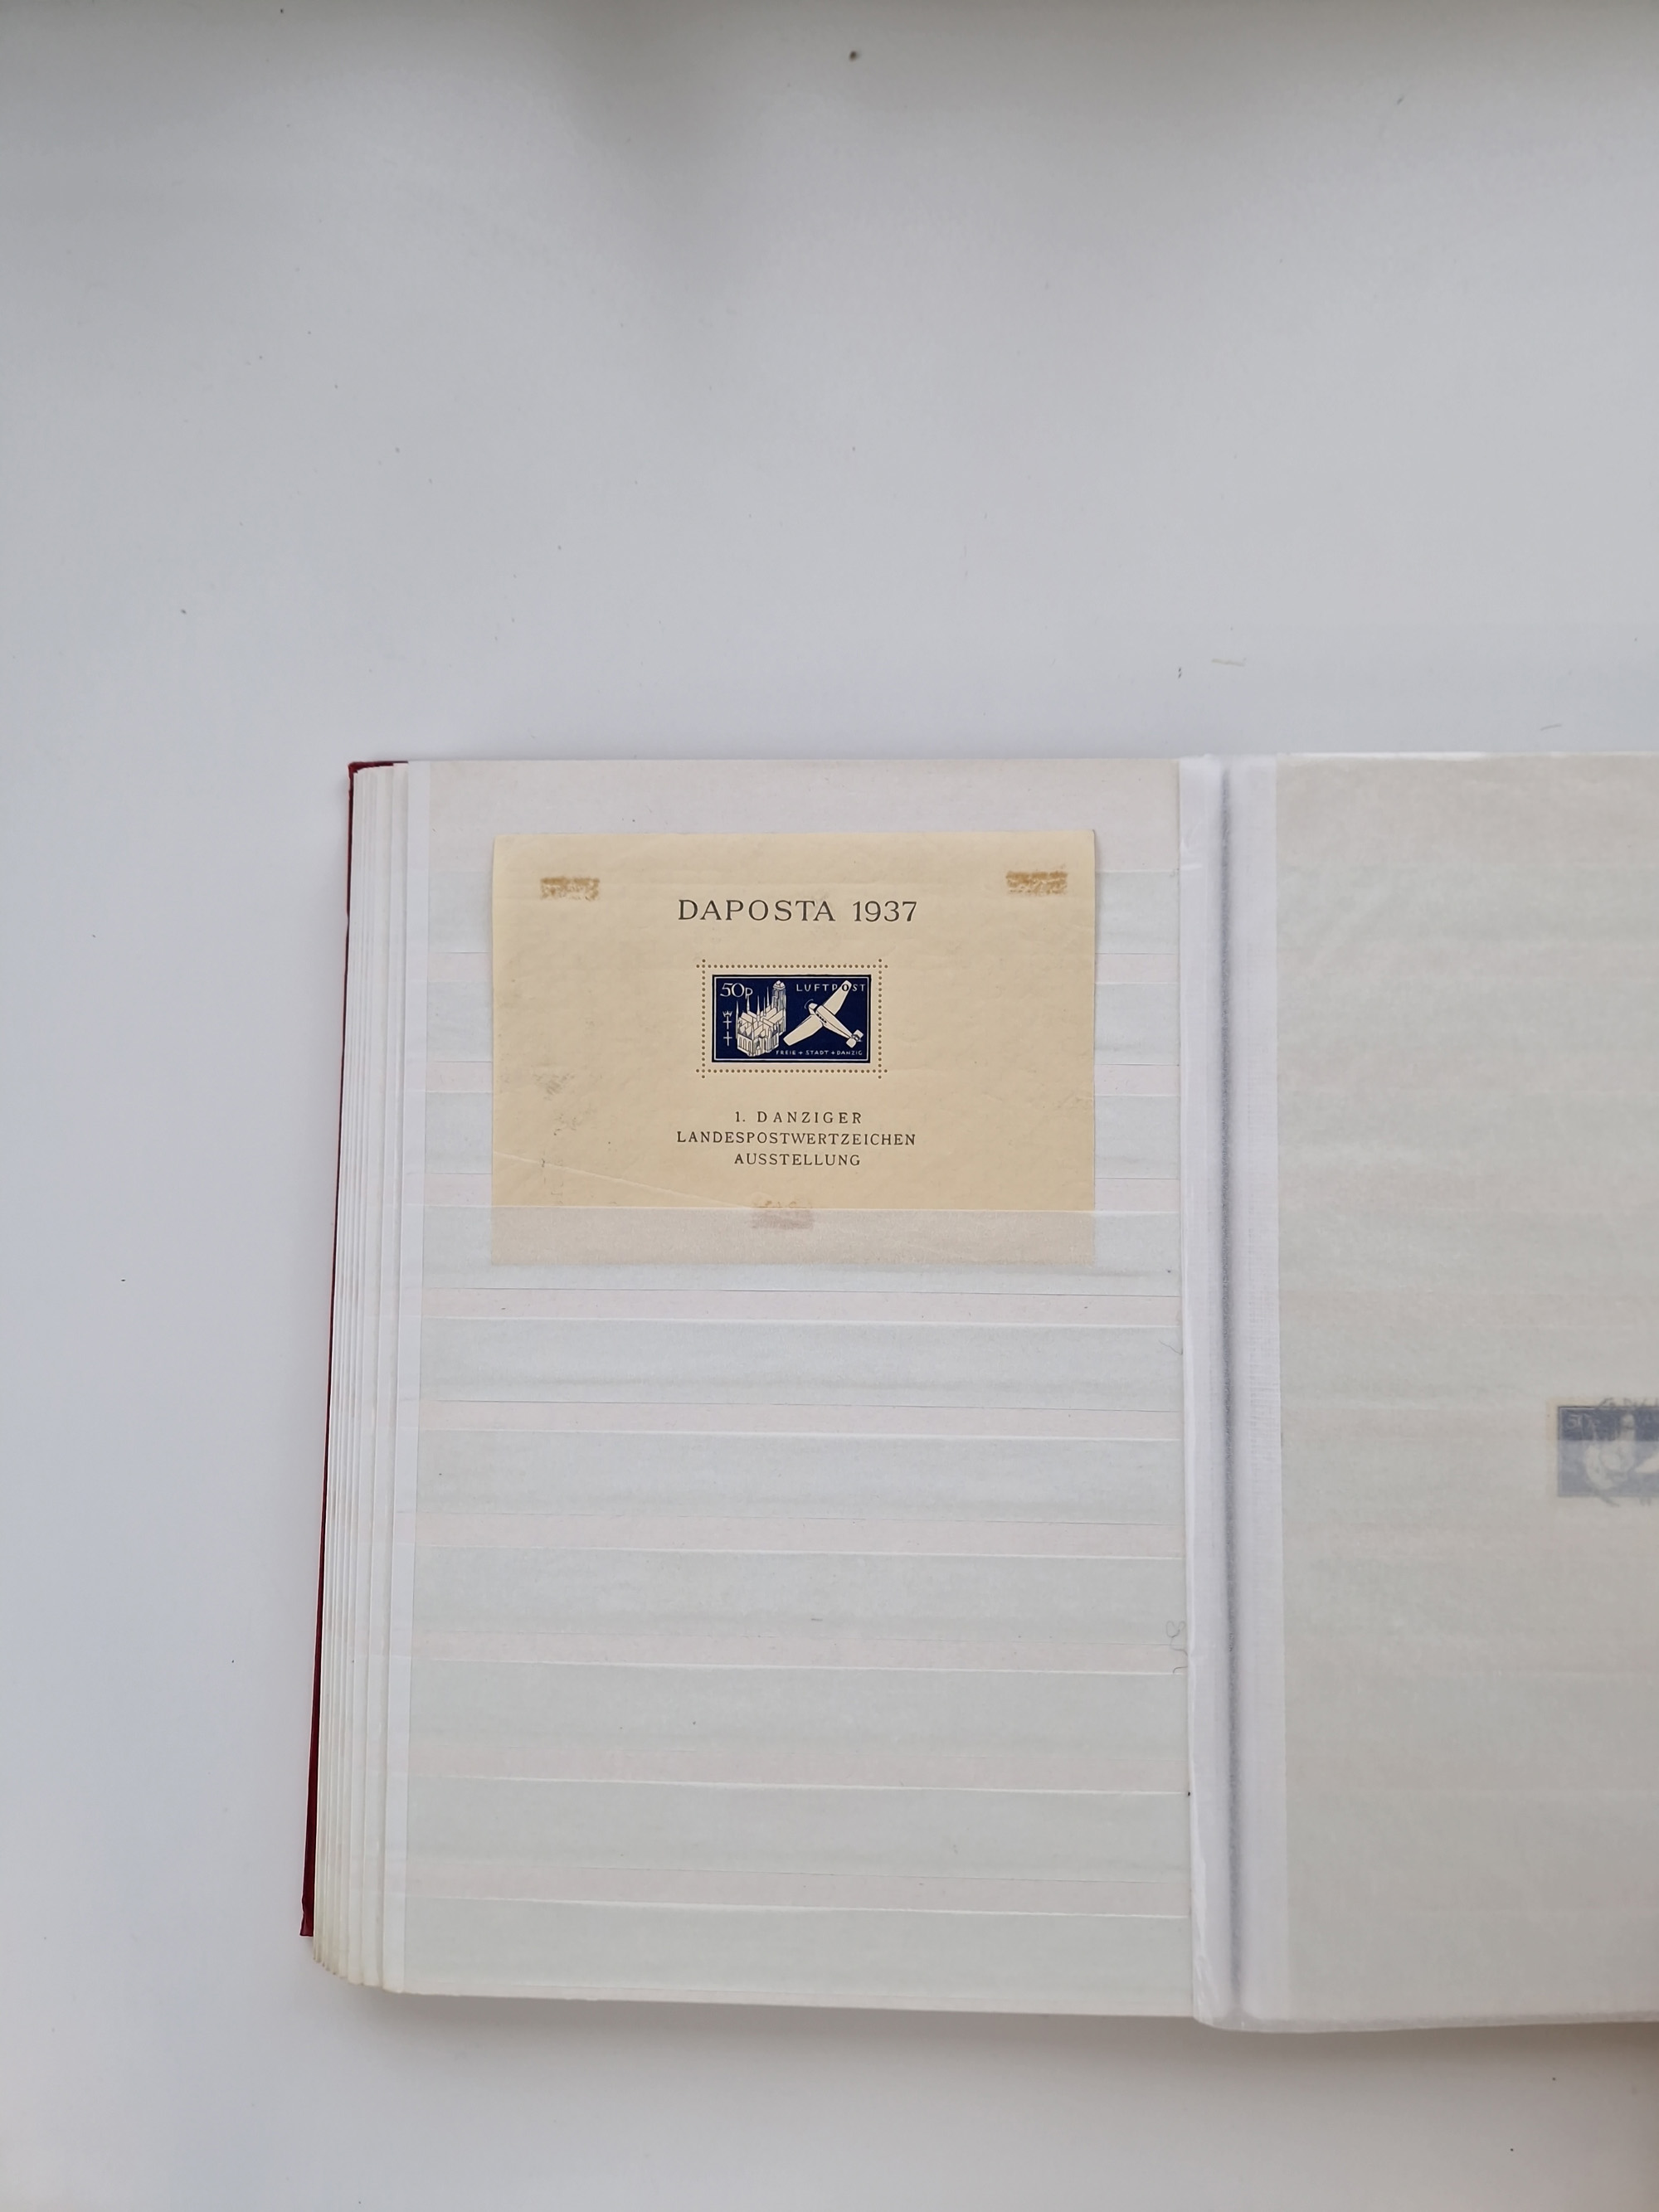 DAPOSTA 1937
50P LUFTPOST
FREIE + STADT + DANZIG
1. DANZIGER
LANDESPOSTWERTZEICHEN
AUSSTELLUNG